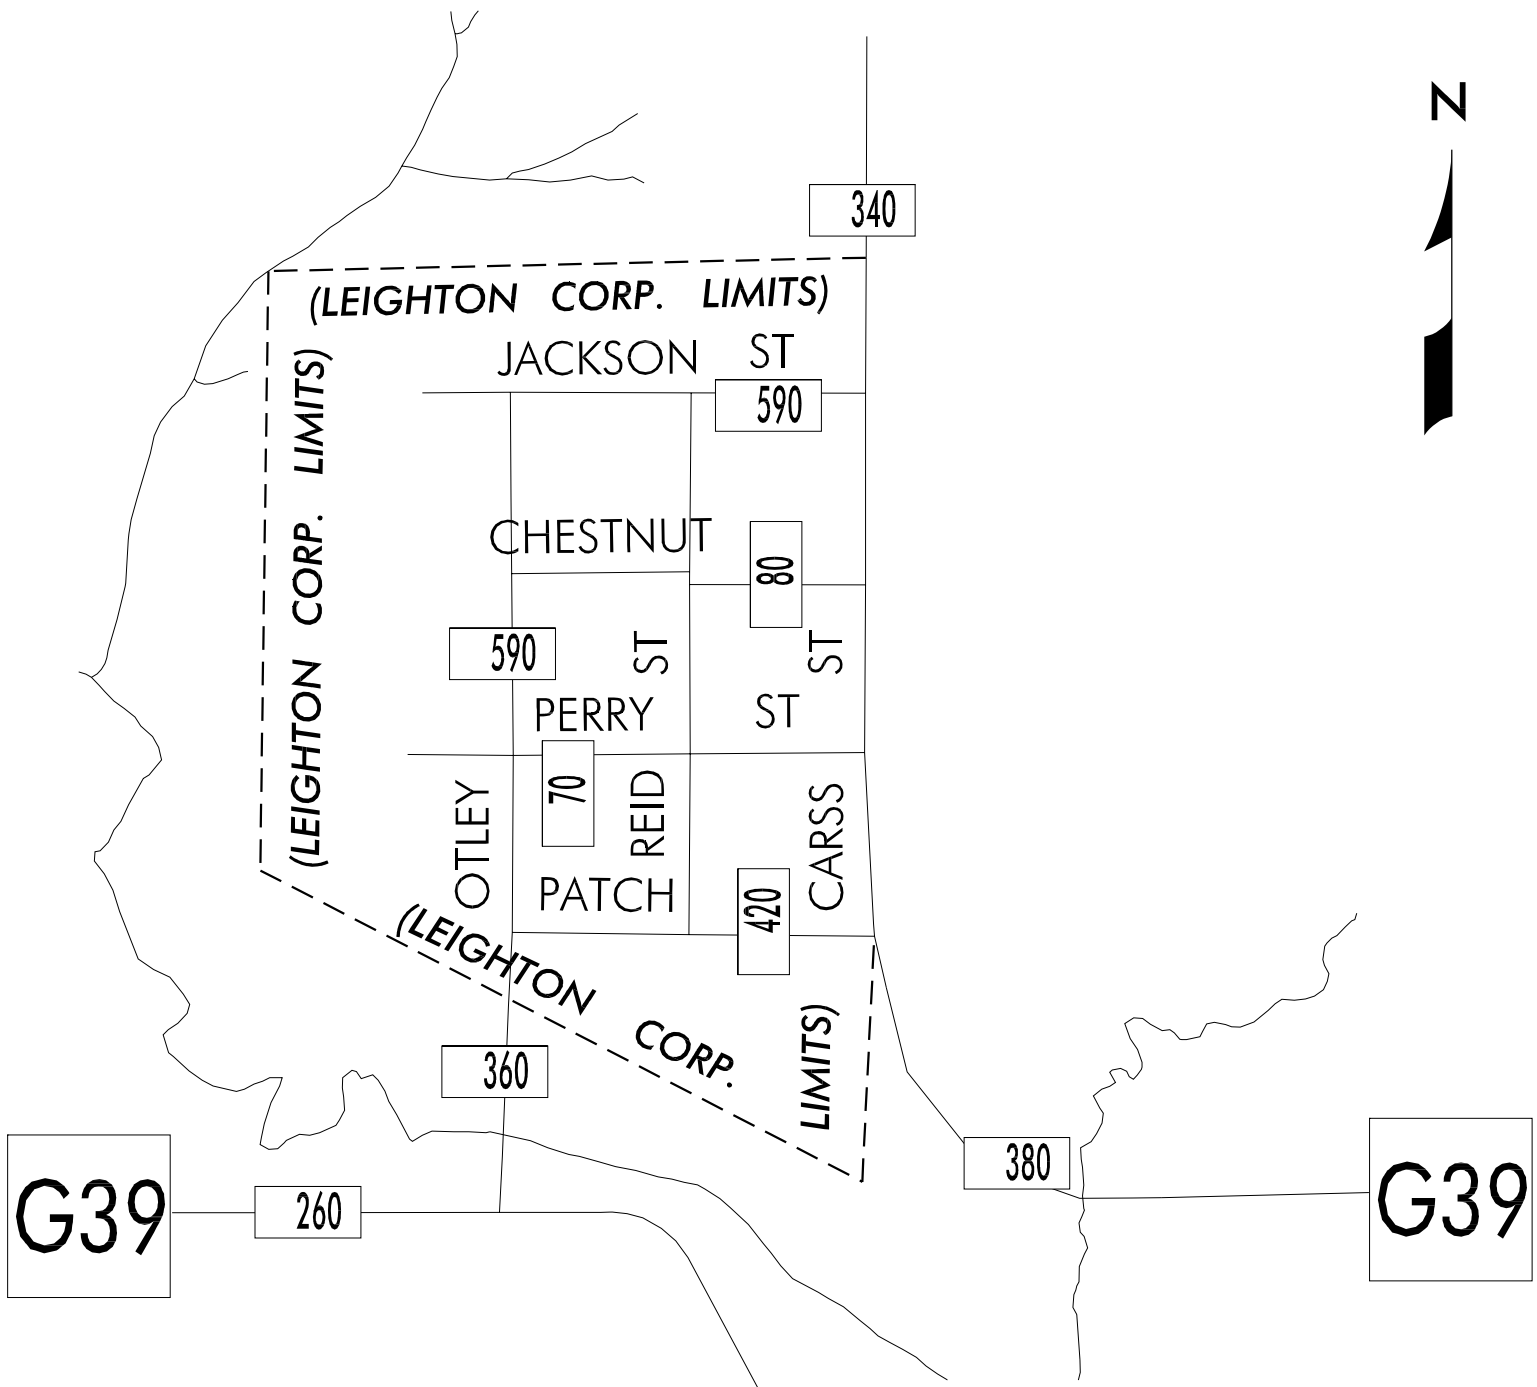 N
340
(LEIGHTON CORP. LIMITS)
JACKSON ST
590
(LEIGHTON CORP. LIMITS)
CHESTNUT
80
590
ST
ST
PERRY ST
70
OTLEY
REID
CARSS
PATCH
420
(LEIGHTON CORP. LIMITS)
360
380
G39
260
G39